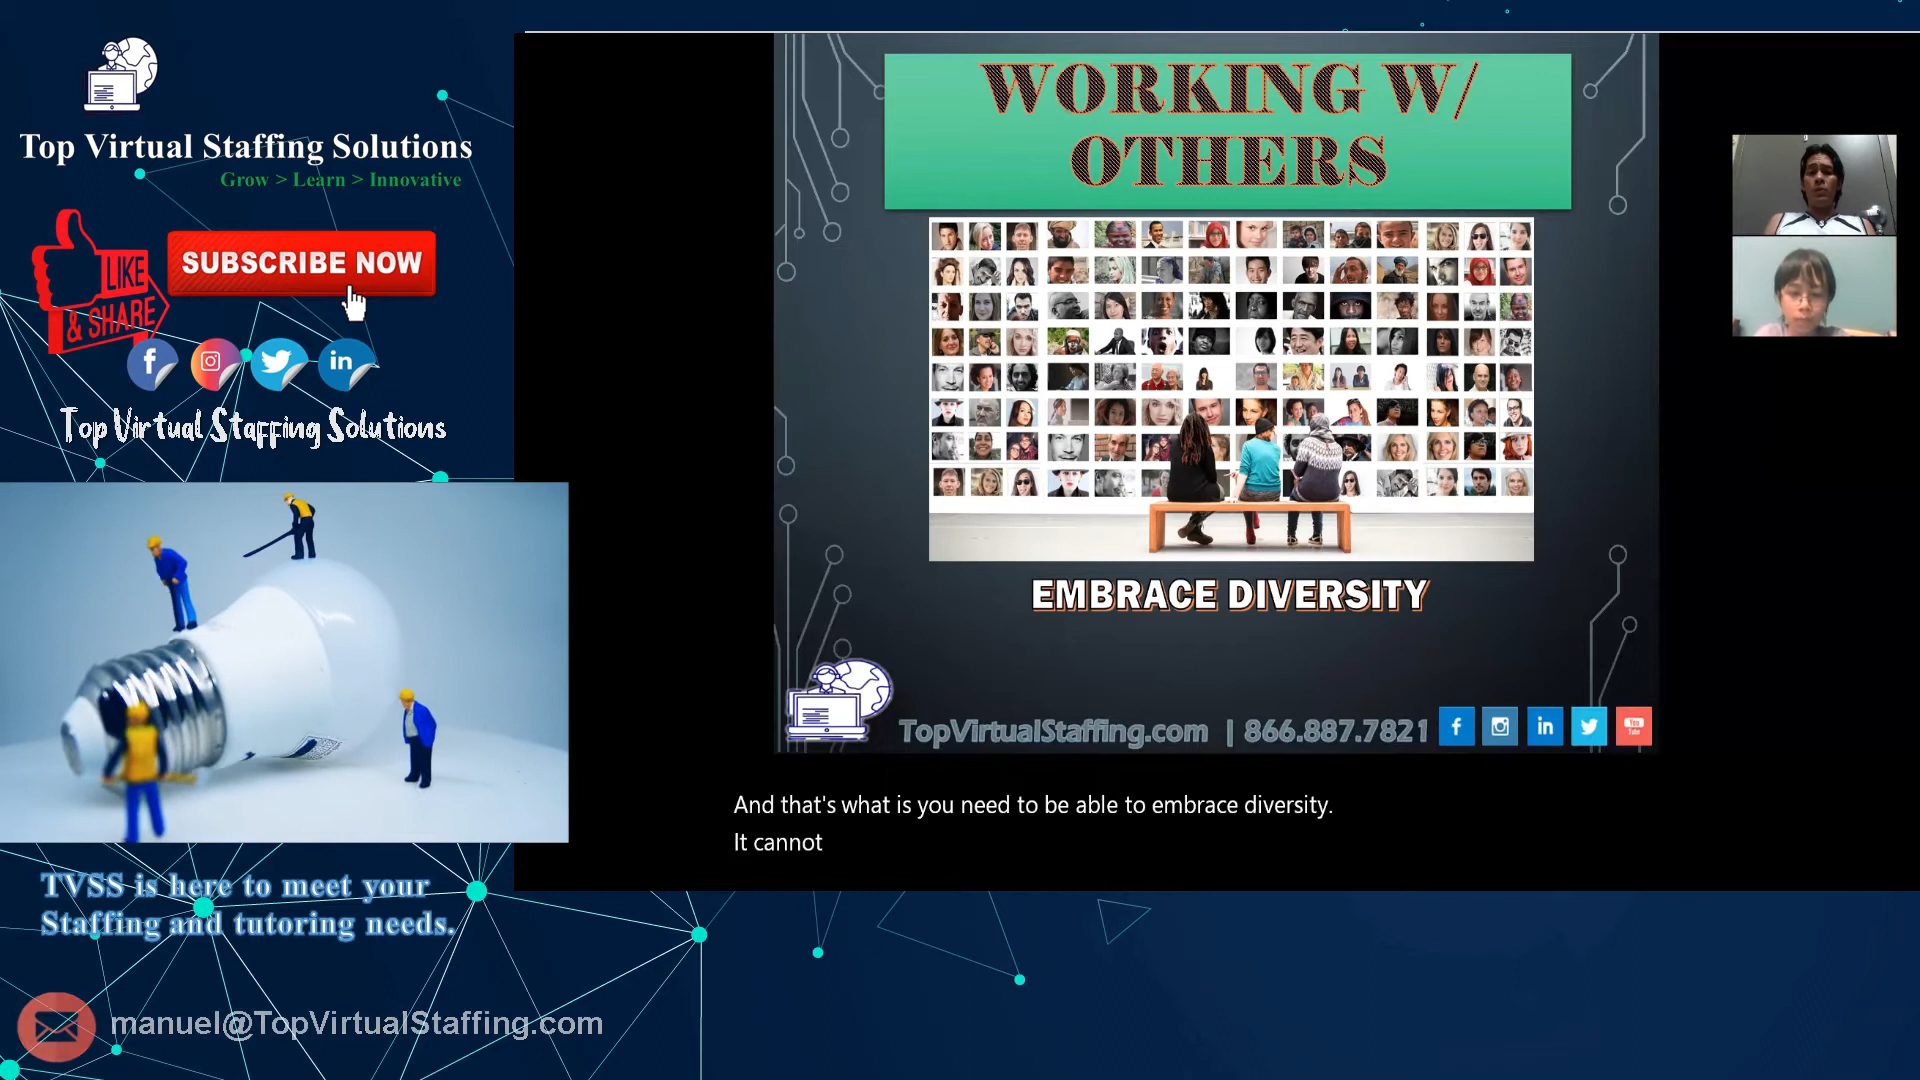 Top Virtual Staffing Solutions
Grow > Learn > Innovative
LIKE
& SHARE
SUBSCRIBE NOW
Top Virtual Staffing Solutions
TVSS is here to meet your
Staffing and tutoring needs.
manuel@TopVirtualStaffing.com
WORKING W/
OTHERS
EMBRACE DIVERSITY
TopVirtualStaffing.com | 866.887.7821
You
Tube
And that's what is you need to be able to embrace diversity.
It cannot